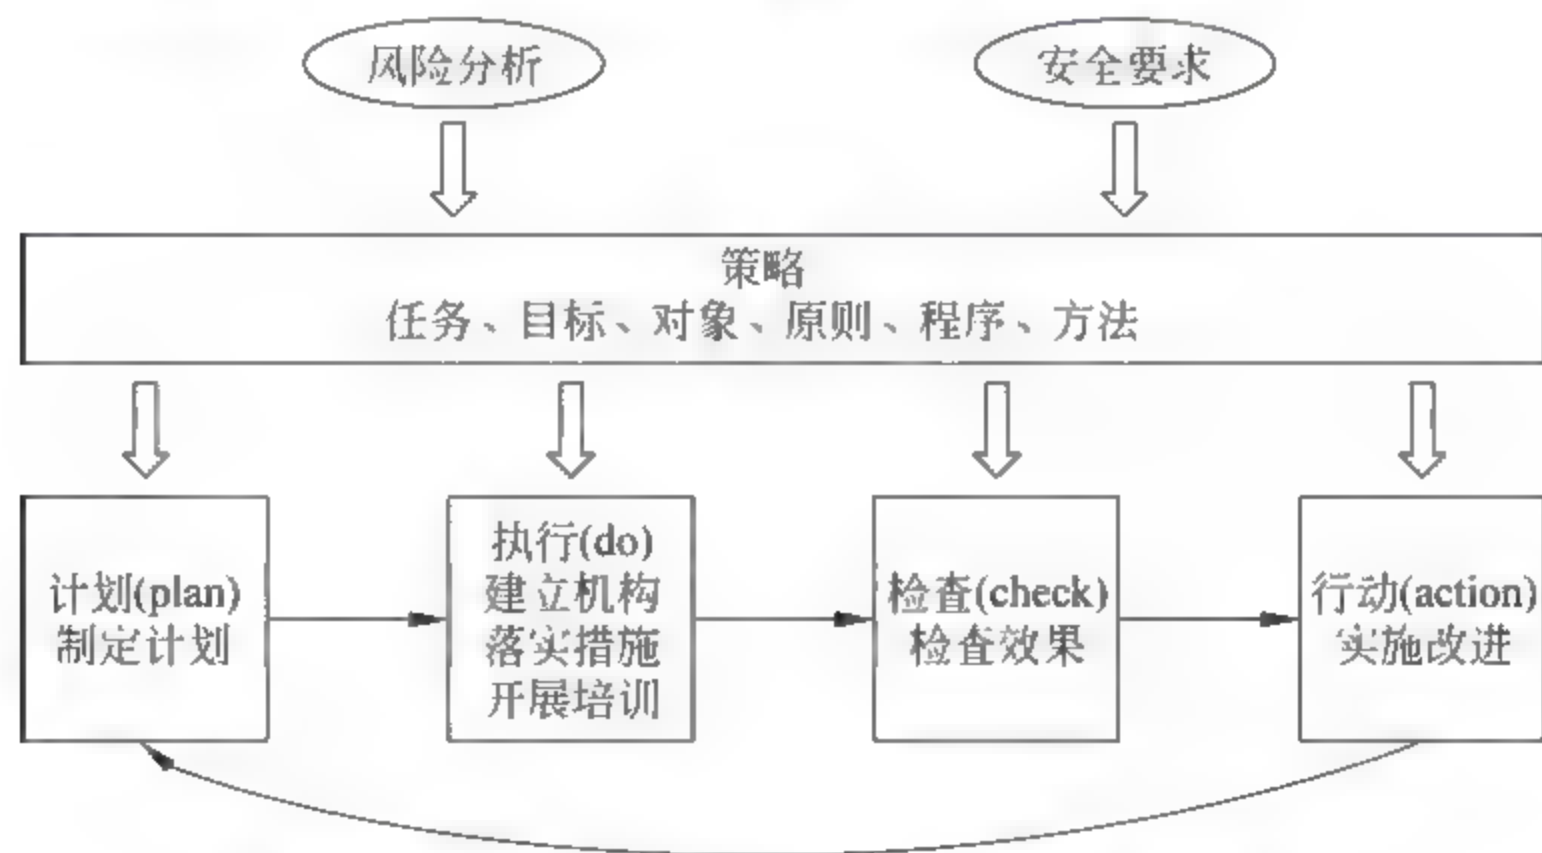 风险分析
安全要求
策略
任务、目标、对象、原则、程序、方法
计划(plan)
制定计划
执行(do)
建立机构
落实措施
开展培训
检查(check)
检查效果
行动(action)
实施改进